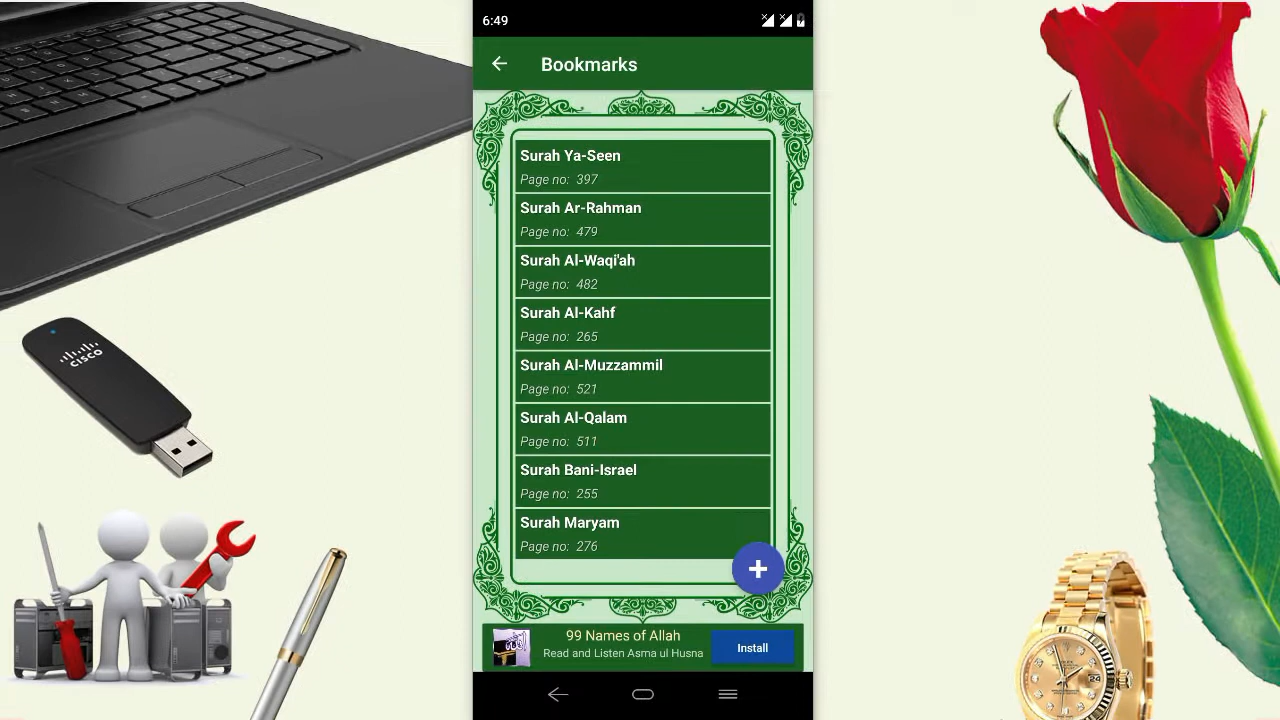 6:49
Bookmarks
Surah Ya-Seen
Page no: 397
Surah Ar-Rahman
Page no: 479
Surah Al-Waqi'ah
Page no: 482
Surah Al-Kahf
Page no: 265
Surah Al-Muzzammil
Page no: 521
Surah Al-Qalam
Page no: 511
Surah Bani-Israel
Page no: 255
Surah Maryam
Page no: 276
+
99 Names of Allah
Read and Listen Asma ul Husna
Install
CISCO
24